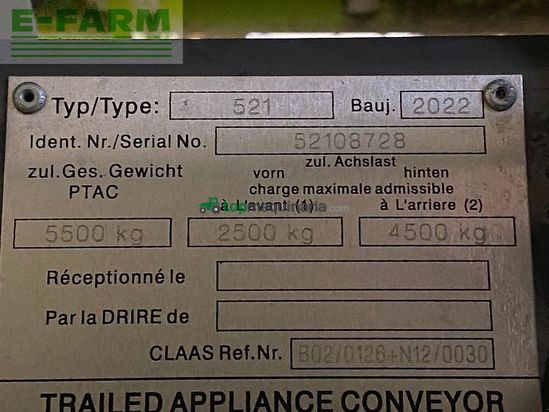 E-FARM
Typ/Type: 521 Bauj. 2022
Ident. Nr./Serial No. 52108728
zul.Ges. Gewicht PTAC
zul. Achslast
vorn hinten
charge maximale admissible
à L'avant (1) à L'arriere (2)
topmaquinaria.com
5500 kg 2500 kg 4500 kg
Réceptionné le
Par la DRIRE de
CLAAS Ref.Nr. B02/0126+N12/0030
TRAILED APPLIANCE CONVEYOR